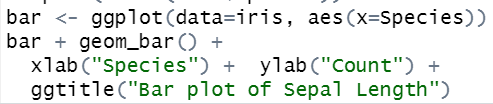 bar <- ggplot(data=iris, aes(x=Species))
bar + geom_bar() +
  xlab("Species") +  ylab("Count") +
  ggtitle("Bar plot of Sepal Length")